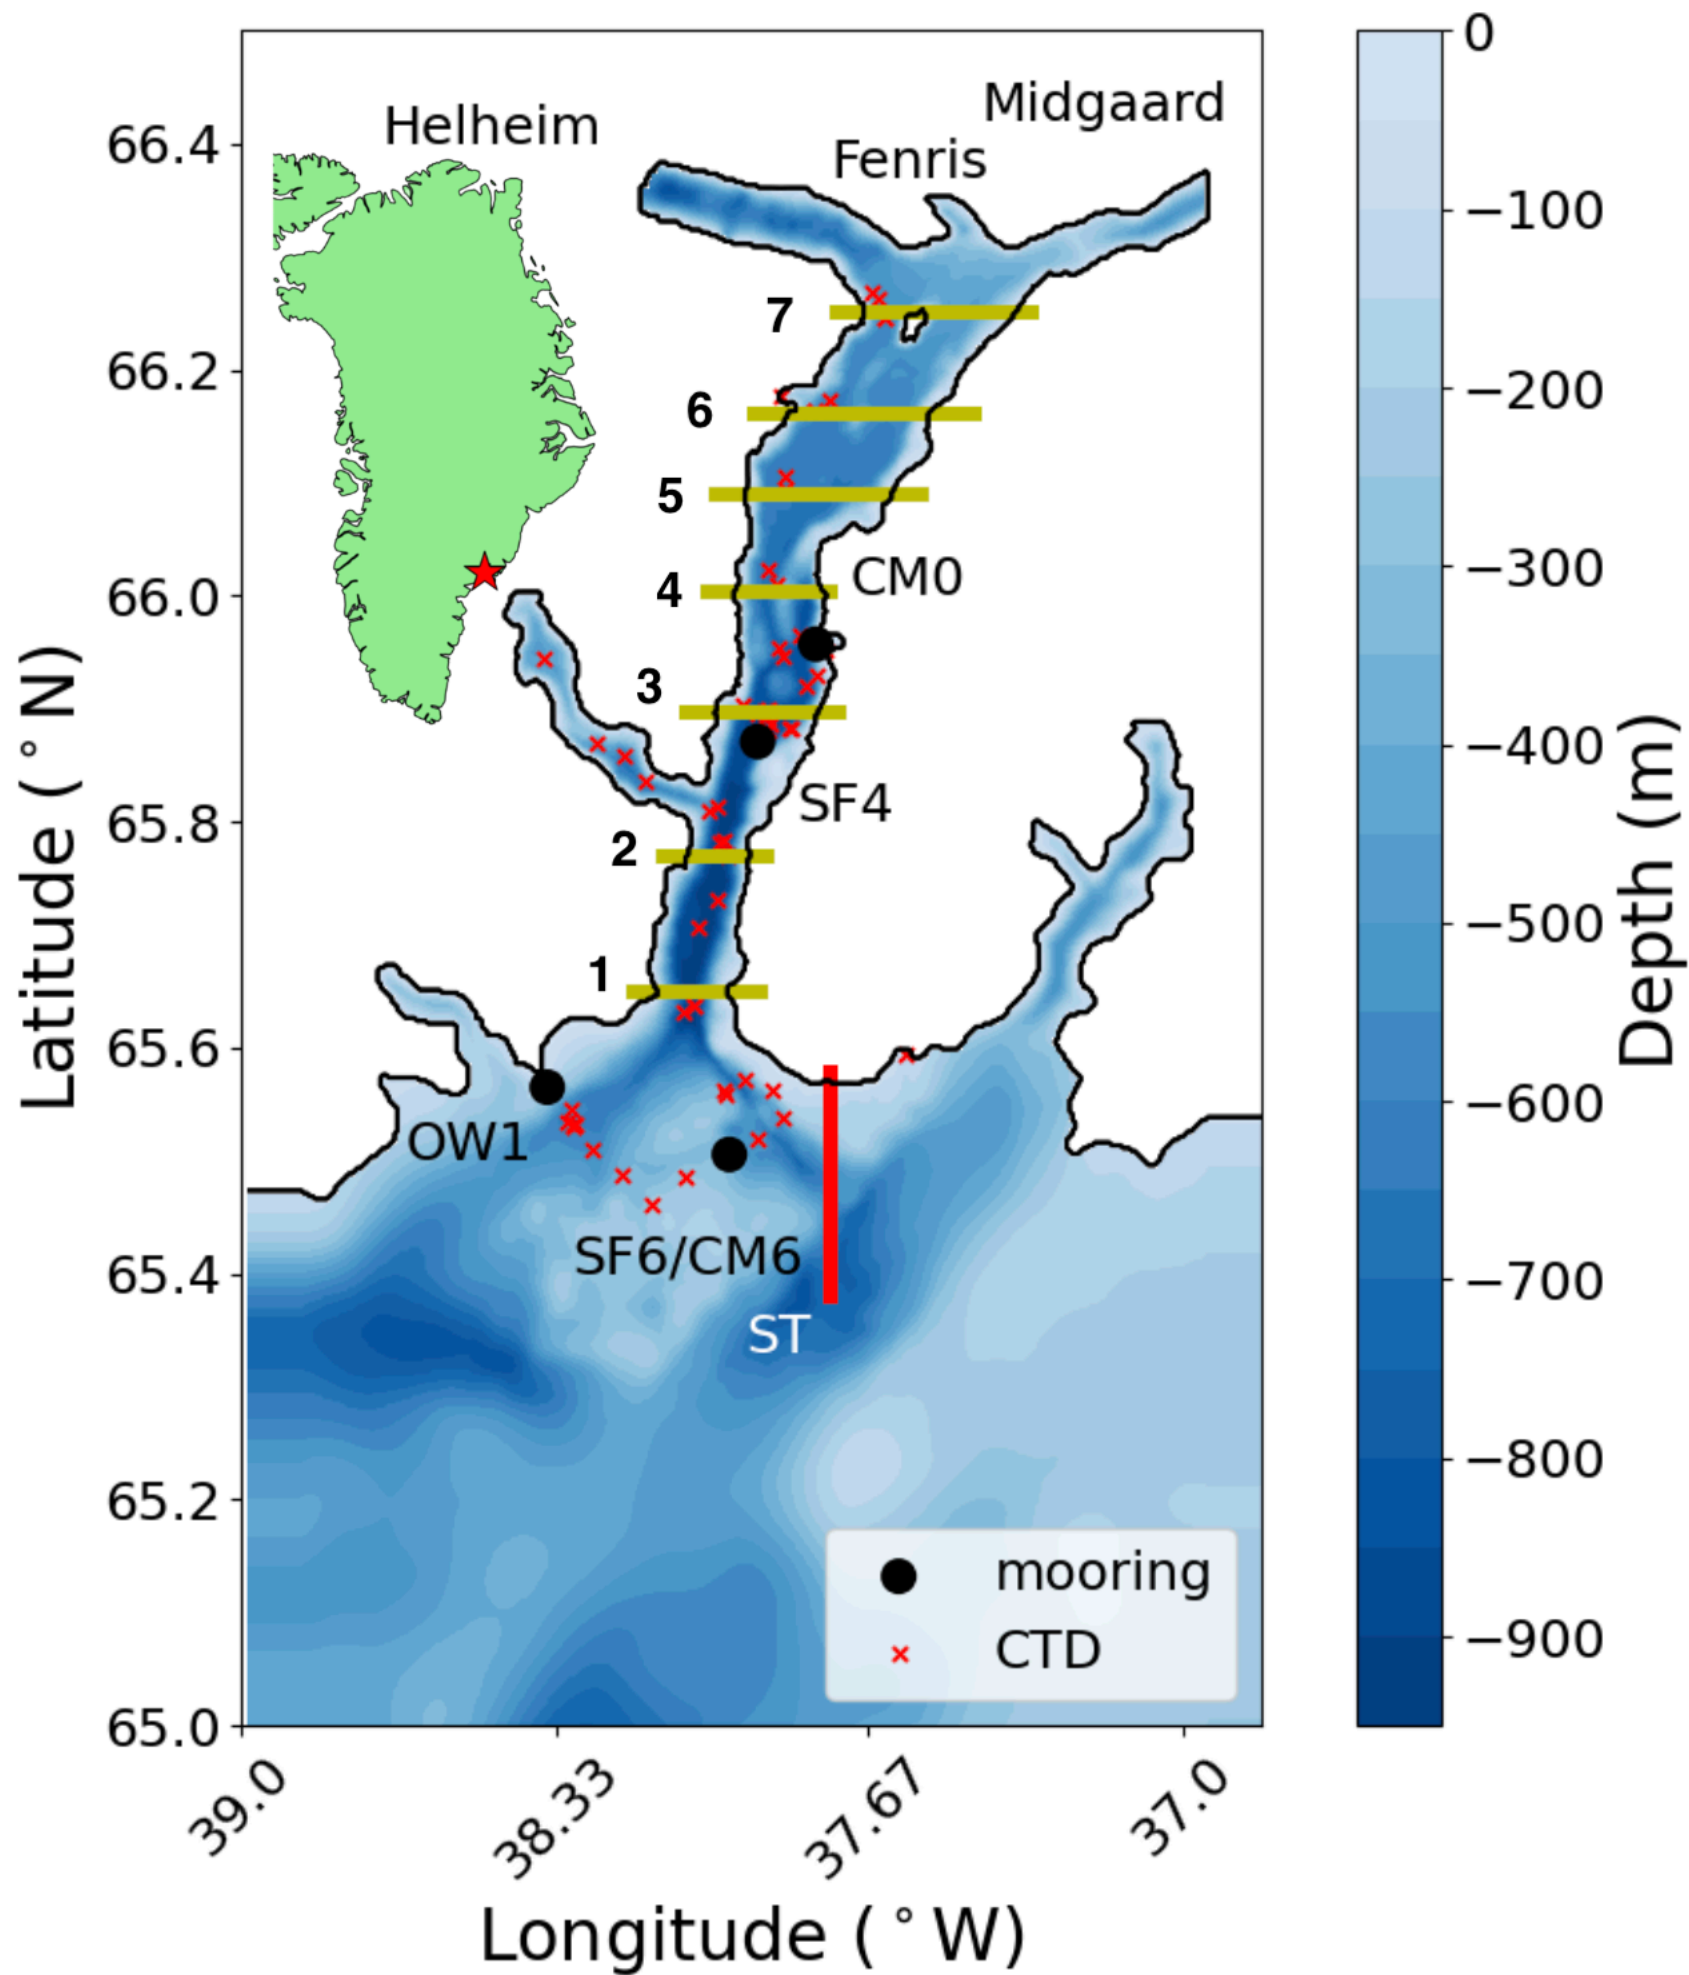 Helheim
Fenris
Midgaard
7
6
5
4
CM0
3
SF4
2
1
OW1
SF6/CM6
ST
mooring
CTD
66.4
66.2
66.0
65.8
65.6
65.4
65.2
65.0
Latitude (°N)
39.0
38.33
37.67
37.0
Longitude (°W)
0
−100
−200
−300
−400
−500
−600
−700
−800
−900
Depth (m)